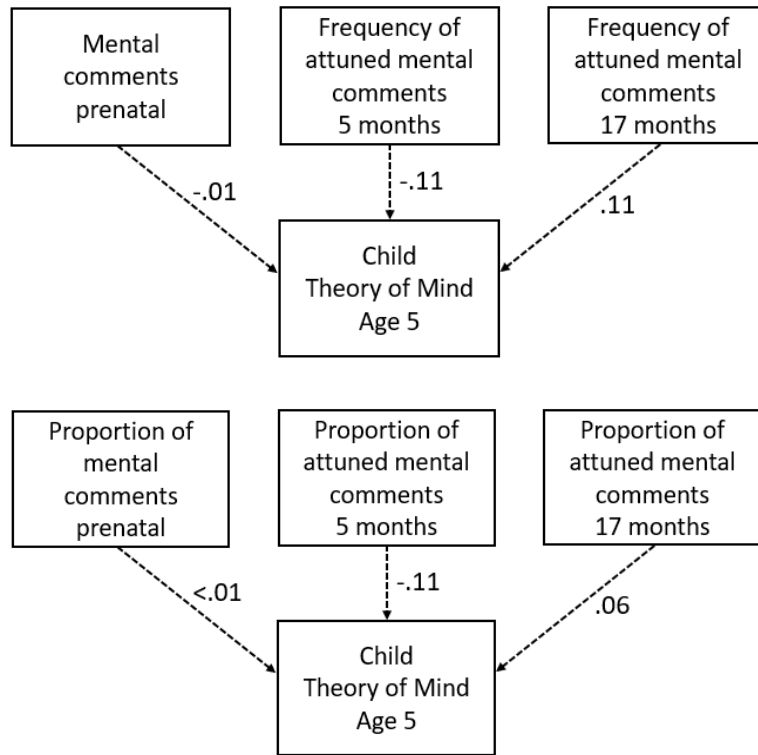 Mental
comments
prenatal
Frequency of
attuned mental
comments
5 months
Frequency of
attuned mental
comments
17 months
-.01
-.11
.11
Child
Theory of Mind
Age 5
Proportion of
mental
comments
prenatal
Proportion of
attuned mental
comments
5 months
Proportion of
attuned mental
comments
17 months
<.01
-.11
.06
Child
Theory of Mind
Age 5